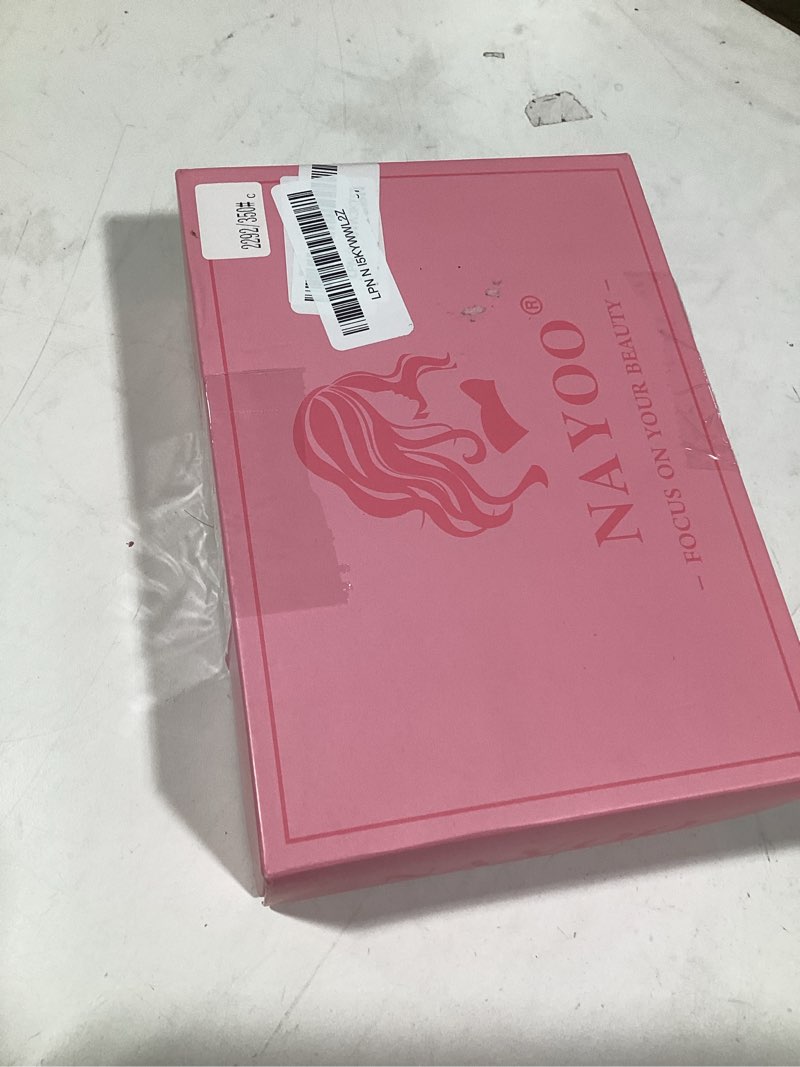 2292/350# c
LPN N I5KYWWL2Z
NAYOO®
– FOCUS ON YOUR BEAUTY –